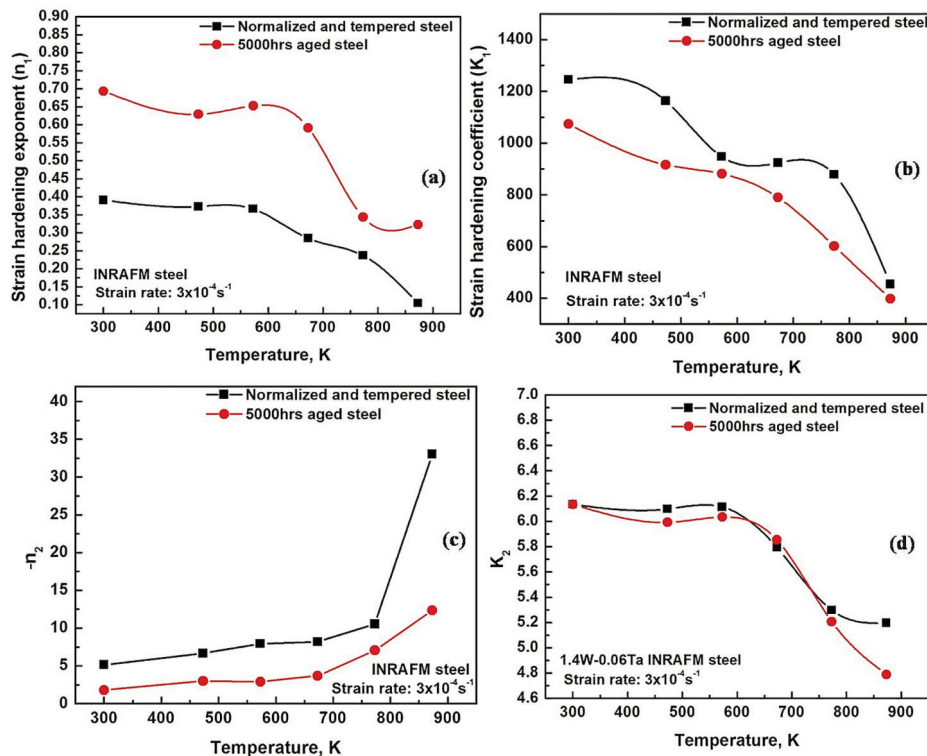 Normalized and tempered steel
5000hrs aged steel
Strain hardening exponent (n₁)
0.90
0.85
0.80
0.75
0.70
0.65
0.60
0.55
0.50
0.45
0.40
0.35
0.30
0.25
0.20
0.15
0.10
(a)
INRAFM steel
Strain rate: 3x10⁻⁴s⁻¹
300 400 500 600 700 800 900
Temperature, K
Normalized and tempered steel
5000hrs aged steel
Strain hardening coefficient (K₁)
1400
1200
1000
800
600
400
(b)
INRAFM steel
Strain rate: 3x10⁻⁴s⁻¹
300 400 500 600 700 800 900
Temperature, K
Normalized and tempered steel
5000hrs aged steel
-n₂
40
35
30
25
20
15
10
5
0
(c)
INRAFM steel
Strain rate: 3x10⁻⁴s⁻¹
300 400 500 600 700 800 900
Temperature, K
Normalized and tempered steel
5000hrs aged steel
K₂
7.0
6.8
6.6
6.4
6.2
6.0
5.8
5.6
5.4
5.2
5.0
4.8
4.6
(d)
1.4W-0.06Ta INRAFM steel
Strain rate: 3x10⁻⁴s⁻¹
300 400 500 600 700 800 900
Temperature, K